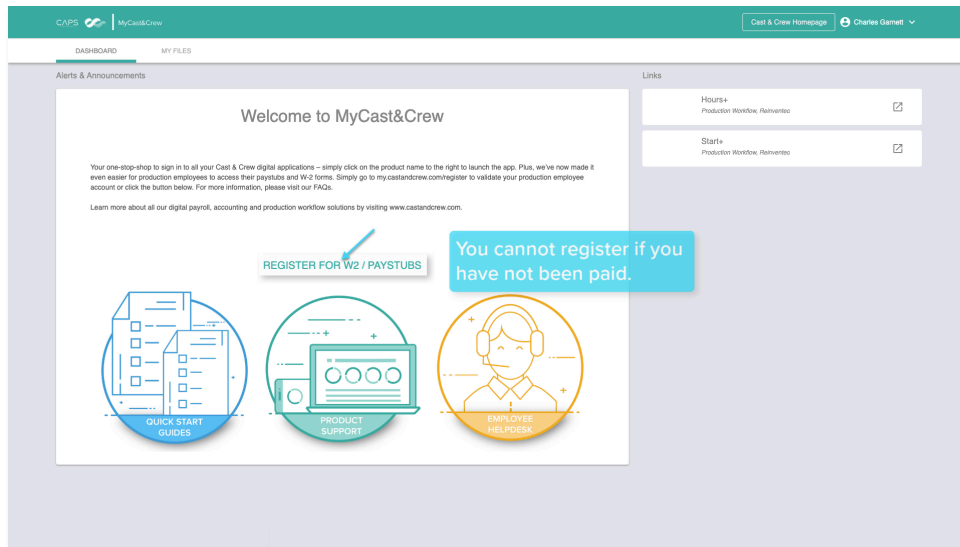 CAPS MyCast&Crew
Cast & Crew Homepage
Charles Garnett
DASHBOARD
MY FILES
Alerts & Announcements
Links
Welcome to MyCast&Crew
Hours+
Production Workflow, Reinvented
Start+
Production Workflow, Reinvented
Your one-stop-shop to sign in to all your Cast & Crew digital applications – simply click on the product name to the right to launch the app. Plus, we've now made it
even easier for production employees to access their paystubs and W-2 forms. Simply go to my.castandcrew.com/register to validate your production employee
account or click the button below. For more information, please visit our FAQs.
Learn more about all our digital payroll, accounting and production workflow solutions by visiting www.castandcrew.com.
REGISTER FOR W2 / PAYSTUBS
You cannot register if you
have not been paid.
QUICK START
GUIDES
PRODUCT
SUPPORT
EMPLOYEE
HELPDESK